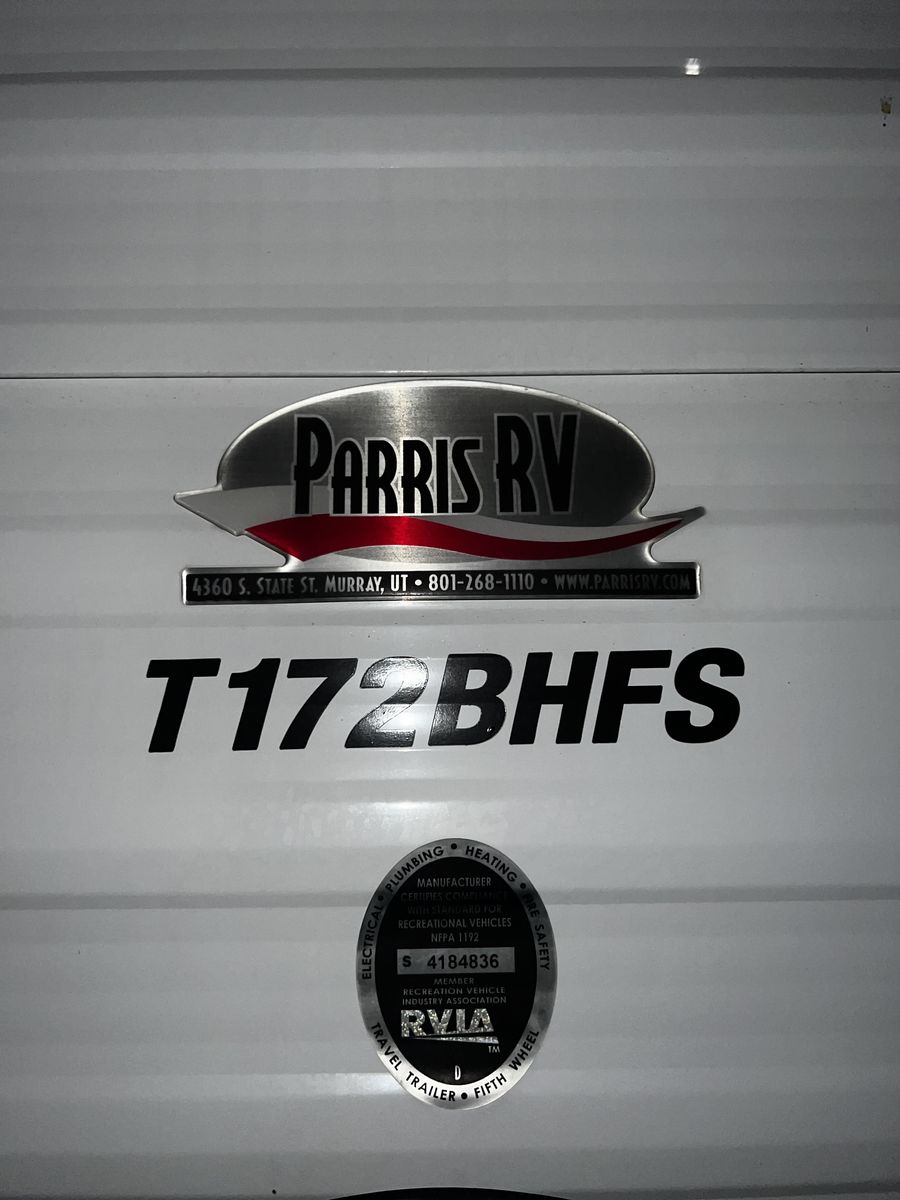 PARRIS RV
4360 S. STATE ST. MURRAY, UT • 801-268-1110 • WWW.PARRISRV.COM
T172BHFS
ELECTRICAL • PLUMBING • HEATING • FIRE SAFETY
MANUFACTURER
CERTIFIES COMPLIANCE
WITH STANDARD FOR
RECREATIONAL VEHICLES
NFPA 1192
S 4184836
MEMBER
RECREATION VEHICLE
INDUSTRY ASSOCIATION
RVIA
TM
D
TRAVEL TRAILER • FIFTH WHEEL